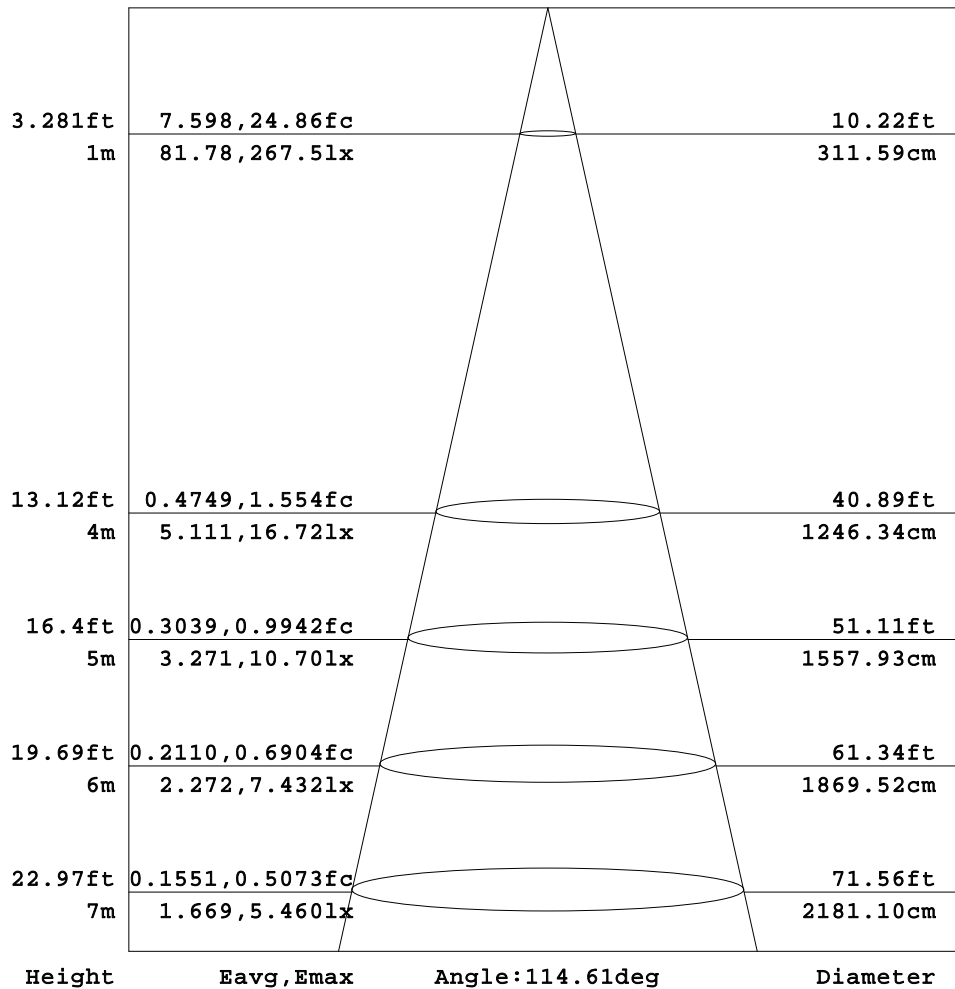 3.281ft 7.598,24.86fc 10.22ft
1m 81.78,267.5lx 311.59cm
13.12ft 0.4749,1.554fc 40.89ft
4m 5.111,16.72lx 1246.34cm
16.4ft 0.3039,0.9942fc 51.11ft
5m 3.271,10.70lx 1557.93cm
19.69ft 0.2110,0.6904fc 61.34ft
6m 2.272,7.432lx 1869.52cm
22.97ft 0.1551,0.5073fc 71.56ft
7m 1.669,5.460lx 2181.10cm
Height Eavg,Emax Angle:114.61deg Diameter